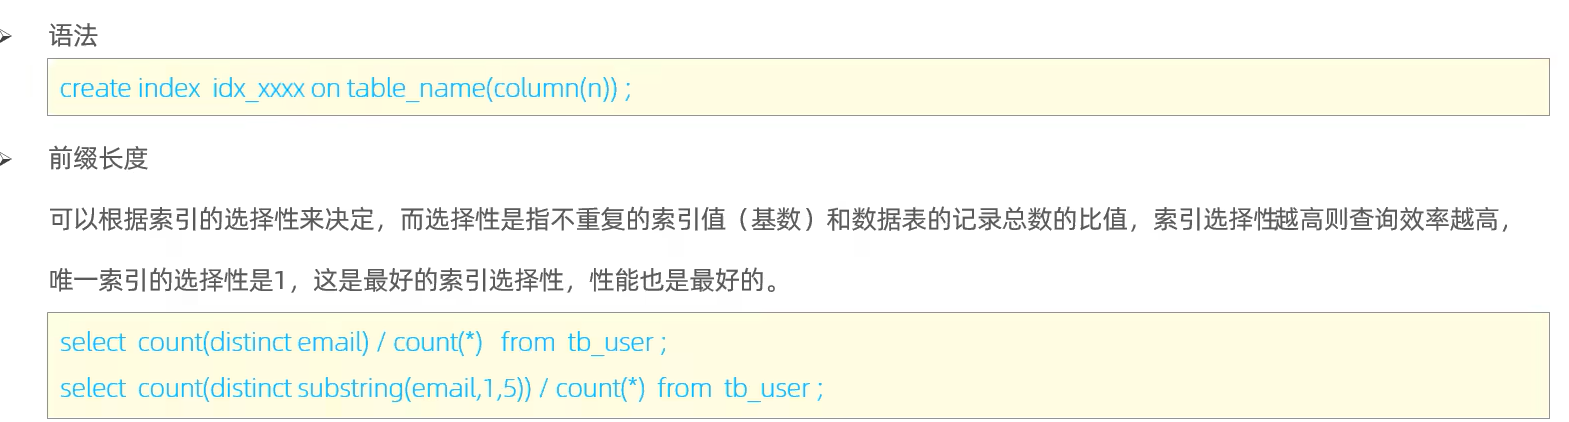 语法
create index idx_xxxx on table_name(column(n)) ;
前缀长度
可以根据索引的选择性来决定，而选择性是指不重复的索引值（基数）和数据表的记录总数的比值，索引选择性越高则查询效率越高，
唯一索引的选择性是1，这是最好的索引选择性，性能也是最好的。
select count(distinct email) / count(*) from tb_user ;
select count(distinct substring(email,1,5)) / count(*) from tb_user ;